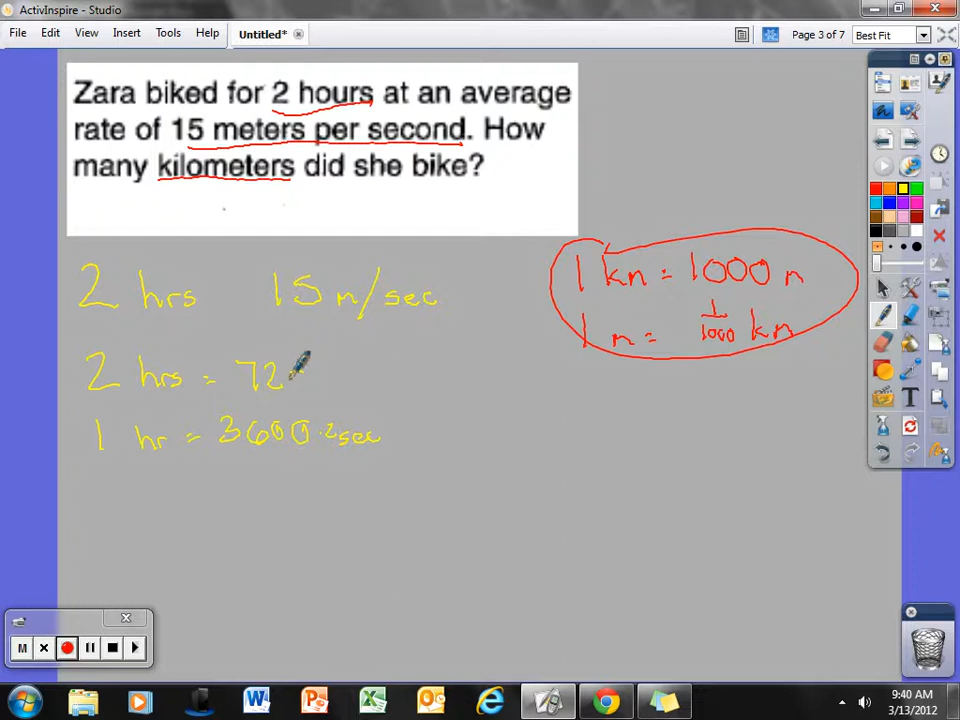 ActivInspire - Studio
File Edit View Insert Tools Help Untitled* Page 3 of 7 Best Fit
Zara biked for 2 hours at an average
rate of 15 meters per second. How
many kilometers did she bike?
2 hrs 15 m/sec
1 km = 1000 m
1 m = 1/1000 km
2 hrs = 72
1 hr = 3600·2sec
M
9:40 AM
3/13/2012